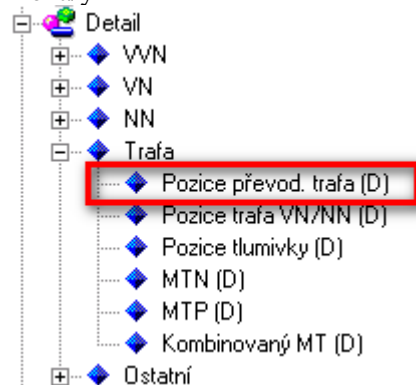 Detail
VVN
VN
NN
Trafa
Pozice převod. trafa (D)
Pozice trafa VN/NN (D)
Pozice tlumivky (D)
MTN (D)
MTP (D)
Kombinovaný MT (D)
Ostatní